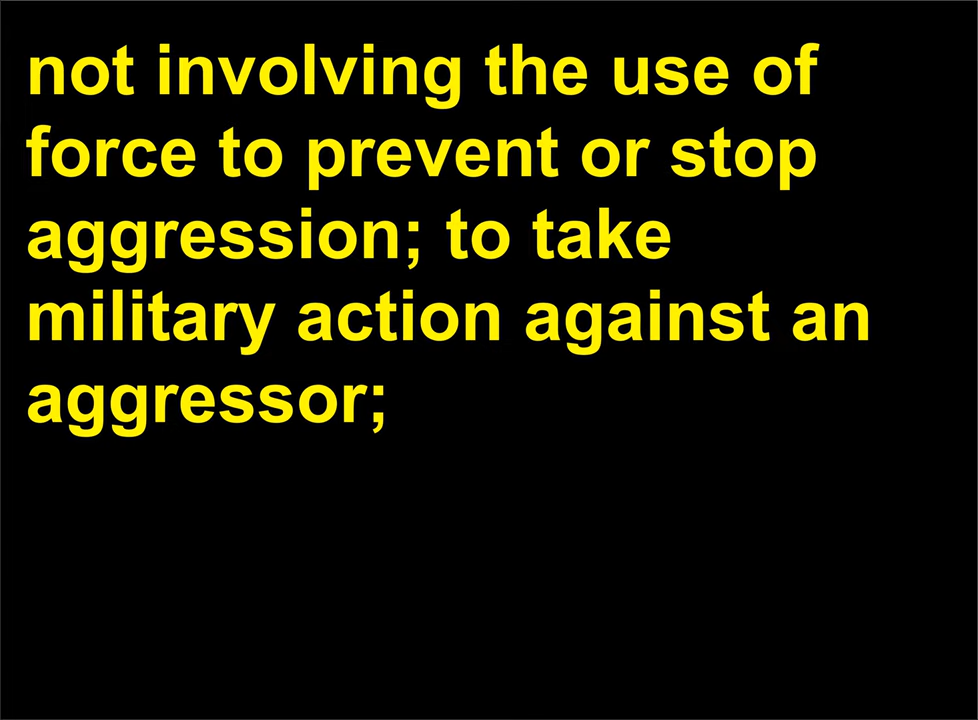 not involving the use of
force to prevent or stop
aggression; to take
military action against an
aggressor;